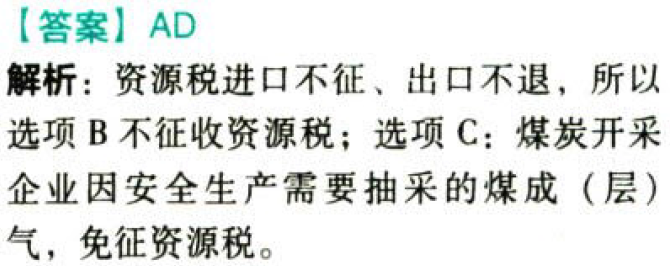 【答案】AD
解析：资源税进口不征、出口不退，所以
选项 B 不征收资源税；选项 C：煤炭开采
企业因安全生产需要抽采的煤成（层）
气，免征资源税。